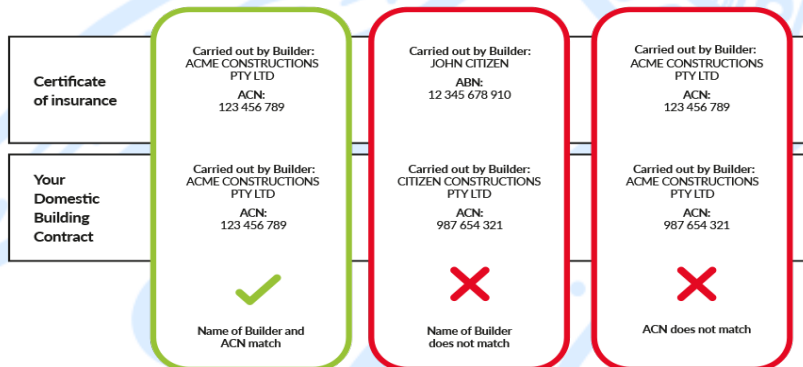 Certificate
of insurance
Carried out by Builder:
ACME CONSTRUCTIONS
PTY LTD
ACN:
123 456 789
Carried out by Builder:
JOHN CITIZEN
ABN:
12 345 678 910
Carried out by Builder:
ACME CONSTRUCTIONS
PTY LTD
ACN:
123 456 789
Your
Domestic
Building
Contract
Carried out by Builder:
ACME CONSTRUCTIONS
PTY LTD
ACN:
123 456 789
Carried out by Builder:
CITIZEN CONSTRUCTIONS
PTY LTD
ACN:
987 654 321
Carried out by Builder:
ACME CONSTRUCTIONS
PTY LTD
ACN:
987 654 321
Name of Builder and
ACN match
Name of Builder
does not match
ACN does not match